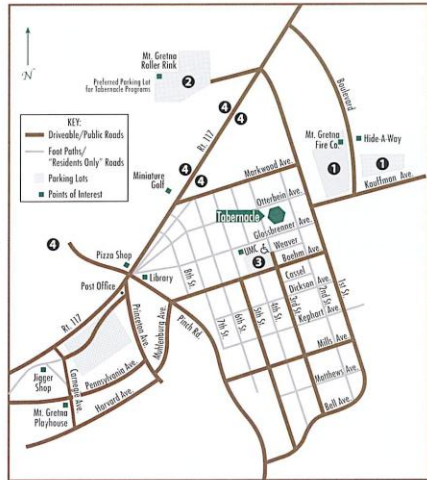 N
Mt. Gretna
Roller Rink
Preferred Parking Lot
for Tabernacle Programs
2
4
4
Rt. 117
Boulevard
KEY:
Driveable/Public Roads
Foot Paths/
"Residents Only" Roads
Parking Lots
Points of Interest
Mt. Gretna
Fire Co.
Hide-A-Way
1
1
Kauffman Ave.
Miniature
Golf
4
4
Markwood Ave.
Otterbein Ave.
Tabernacle
Glossbrenner Ave.
UMC
Weaver
Boehm Ave.
3
4
Pizza Shop
Library
8th St.
Post Office
Cassel
Dickson Ave.
Kephart Ave.
1st St.
2nd St.
3rd St.
4th St.
5th St.
6th St.
7th St.
Rt. 117
Princeton Ave.
Muhlenberg Ave.
Pinch Rd.
Mills Ave.
Jigger
Shop
Carnegie Ave.
Pennsylvania Ave.
Matthews Ave.
Mt. Gretna
Playhouse
Harvard Ave.
Bell Ave.